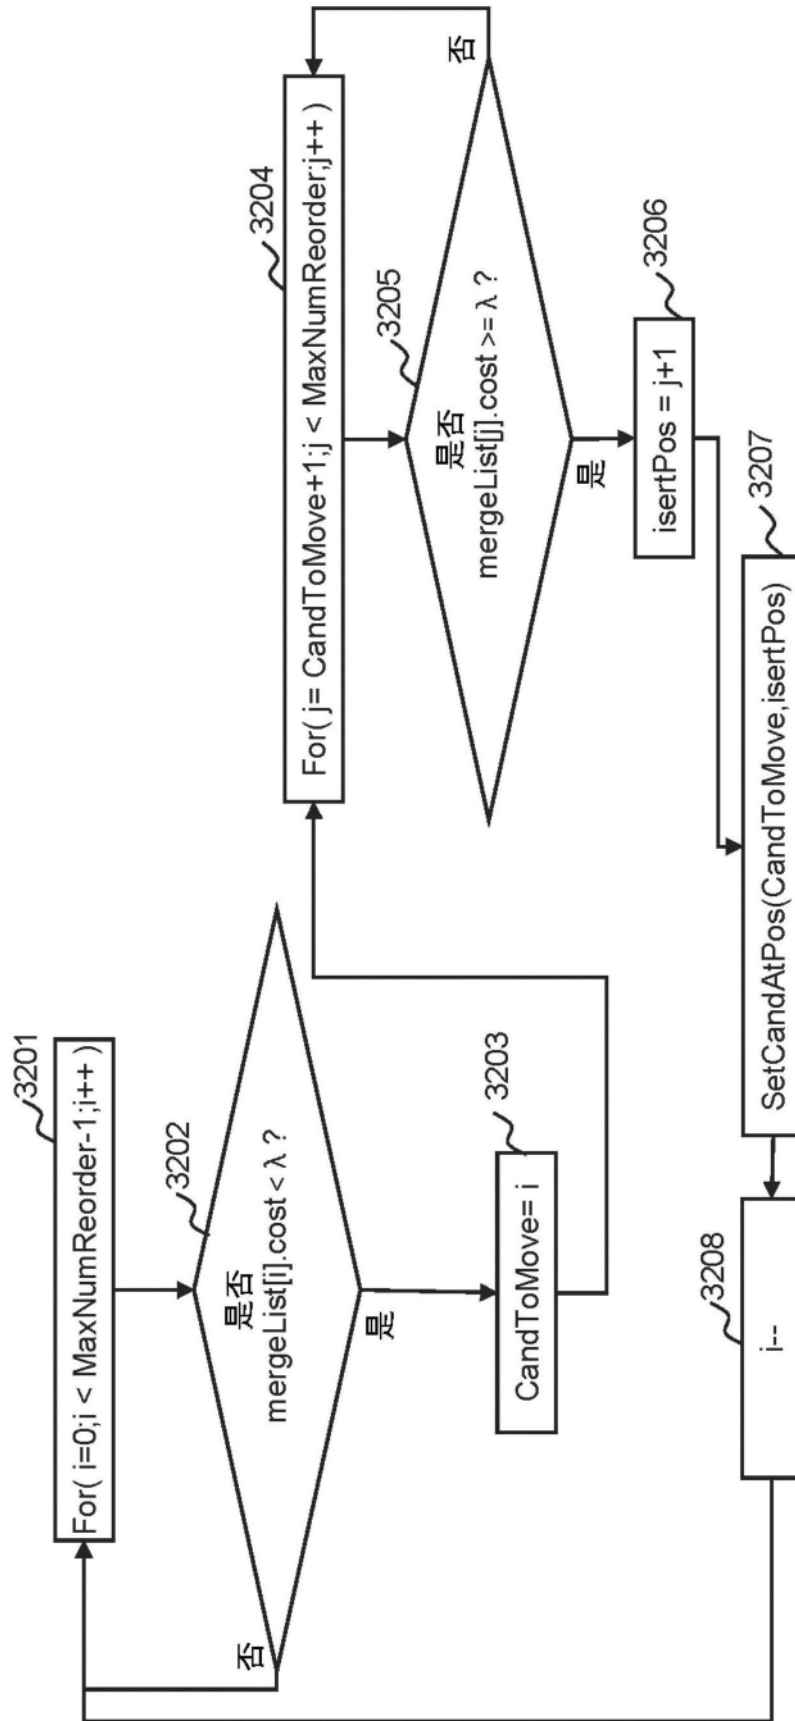 3201
For( i=0;i < MaxNumReorder-1;i++ )
3202
是否
mergeList[i].cost < λ ?
否
是
3203
CandToMove= i
3204
For( j= CandToMove+1;j < MaxNumReorder;j++ )
3205
是否
mergeList[j].cost >= λ ?
否
是
3206
isertPos = j+1
3207
SetCandAtPos(CandToMove,isertPos)
3208
i--